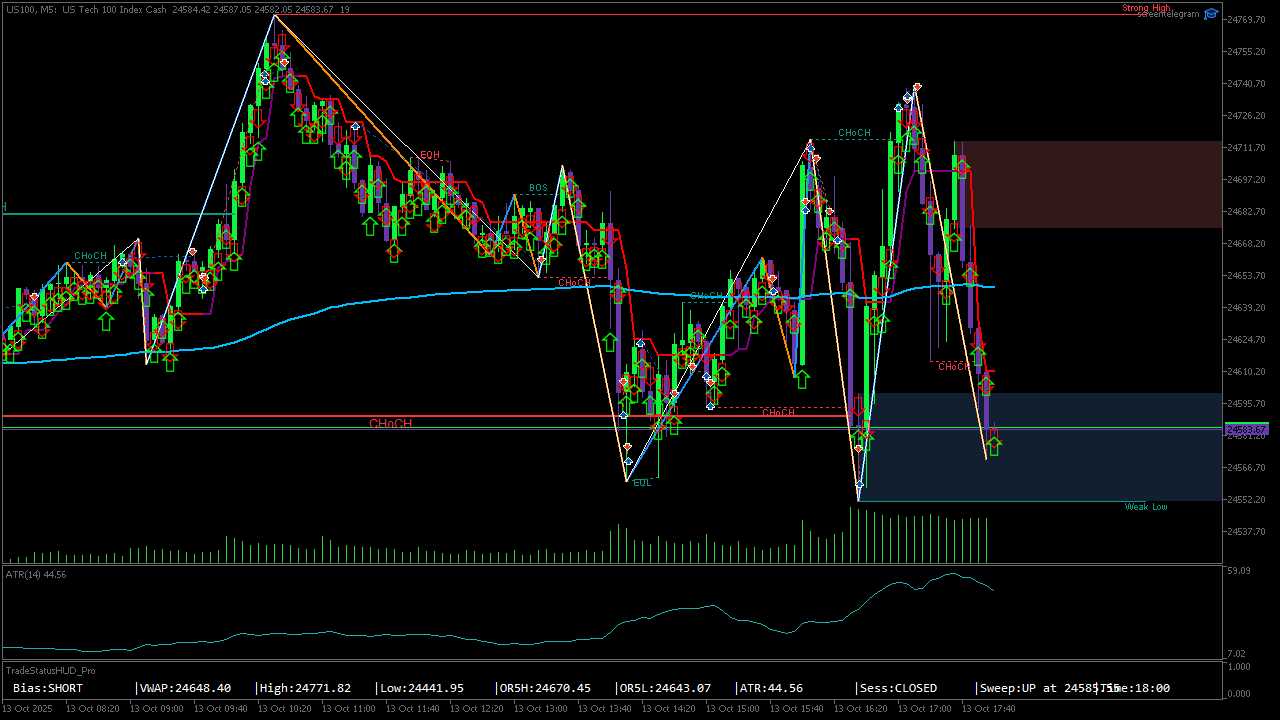 US100, M5:  US Tech 100 Index Cash  24584.42 24587.05 24582.05 24583.67  19
Strong High
24769.70
24755.20
24740.70
24726.20
24711.70
24697.20
24682.70
24668.20
24653.70
24639.20
24624.70
24610.20
24595.70
24583.67
24581.20
24566.70
24552.20
24537.70
CHoCH
EQH
BOS
CHoCH
CHoCH
CHoCH
CHoCH
CHoCH
CHoCH
EQL
Weak Low
ATR(14) 44.56
59.09
7.02
TradeStatusHUD_Pro
1.000
0.000
Bias:SHORT
VWAP:24648.40
High:24771.82
Low:24441.95
OR5H:24670.45
OR5L:24643.07
ATR:44.56
Sess:CLOSED
Sweep:UP at 24585.55
Time:18:00
13 Oct 2025
13 Oct 08:20
13 Oct 09:00
13 Oct 09:40
13 Oct 10:20
13 Oct 11:00
13 Oct 11:40
13 Oct 12:20
13 Oct 13:00
13 Oct 13:40
13 Oct 14:20
13 Oct 15:00
13 Oct 15:40
13 Oct 16:20
13 Oct 17:00
13 Oct 17:40